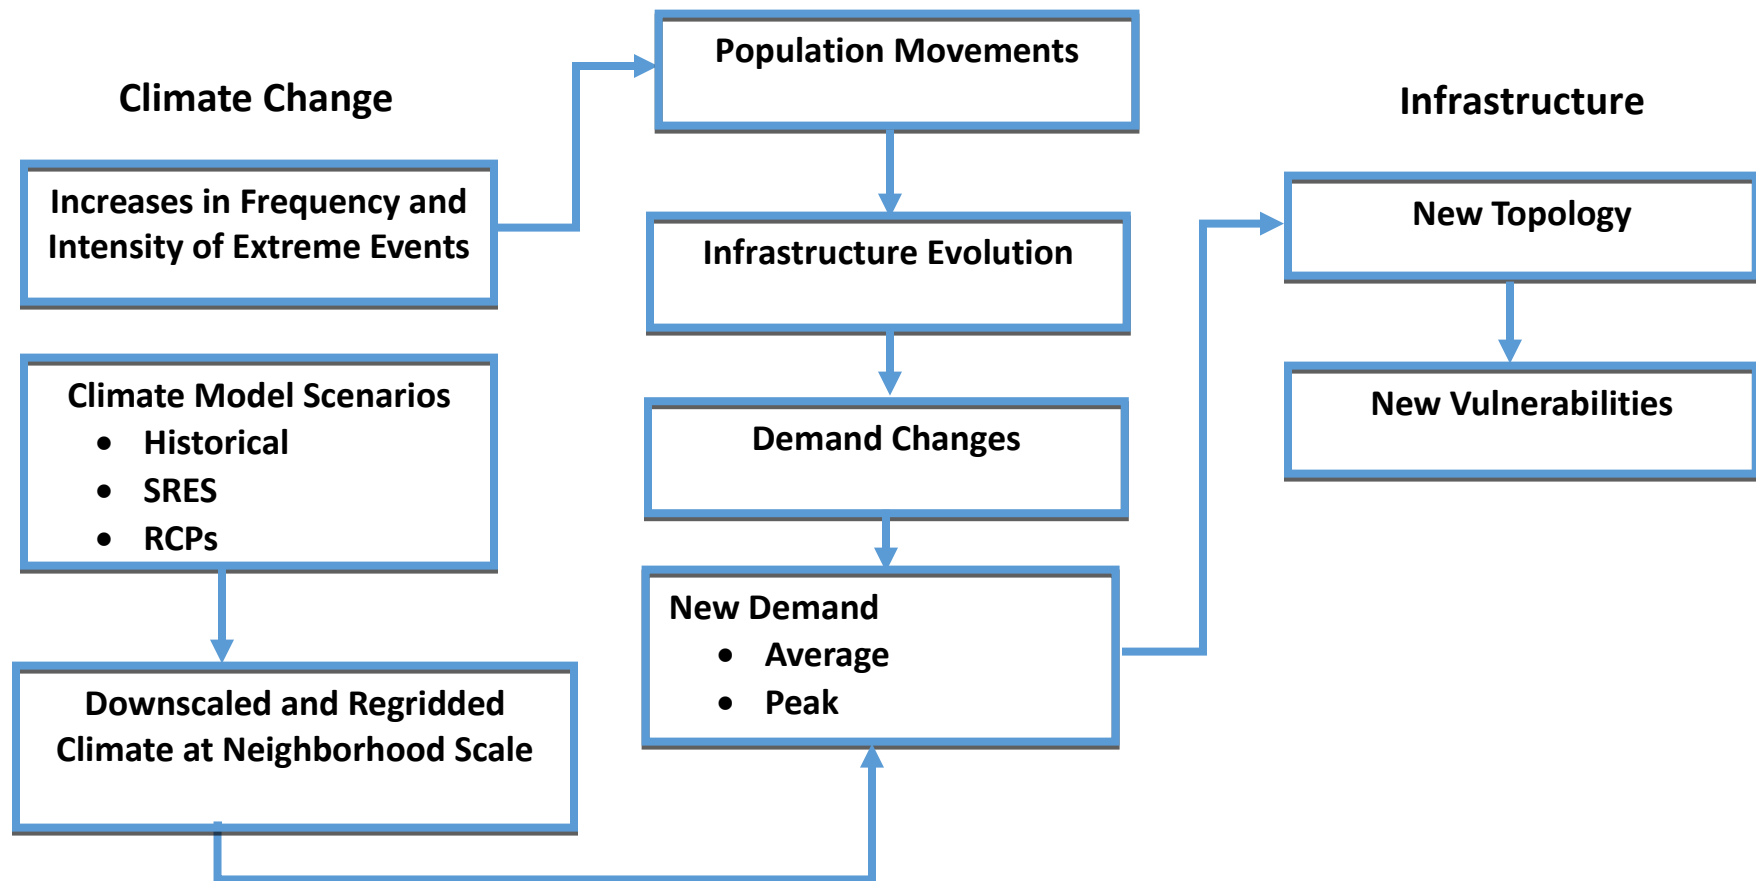 Climate Change
Increases in Frequency and
Intensity of Extreme Events
Climate Model Scenarios
• Historical
• SRES
• RCPs
Downscaled and Regridded
Climate at Neighborhood Scale
Population Movements
Infrastructure Evolution
Demand Changes
New Demand
• Average
• Peak
Infrastructure
New Topology
New Vulnerabilities